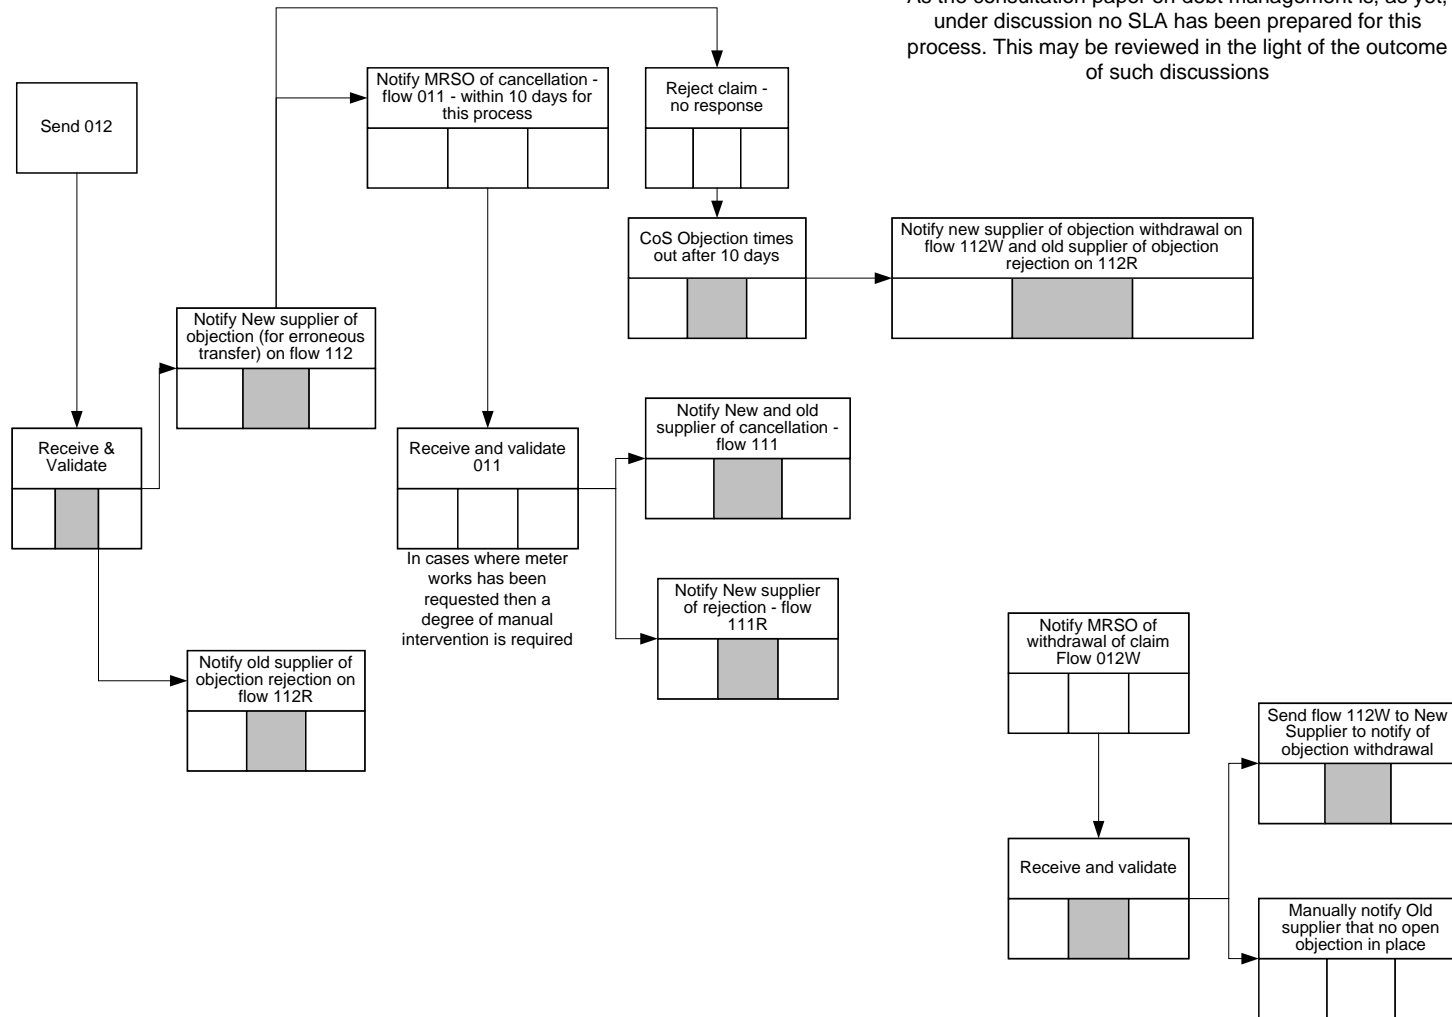 As the consultation paper on debt management is, as yet,
under discussion no SLA has been prepared for this
process. This may be reviewed in the light of the outcome
of such discussions
Notify MRSO of cancellation -
flow 011 - within 10 days for
this process
Reject claim -
no response
Send 012
CoS Objection times
out after 10 days
Notify new supplier of objection withdrawal on
flow 112W and old supplier of objection
rejection on 112R
Notify New supplier of
objection (for erroneous
transfer) on flow 112
Receive &
Validate
Receive and validate
011
Notify New and old
supplier of cancellation -
flow 111
In cases where meter
works has been
requested then a
degree of manual
intervention is required
Notify New supplier
of rejection - flow
111R
Notify old supplier of
objection rejection on
flow 112R
Notify MRSO of
withdrawal of claim
Flow 012W
Send flow 112W to New
Supplier to notify of
objection withdrawal
Receive and validate
Manually notify Old
supplier that no open
objection in place